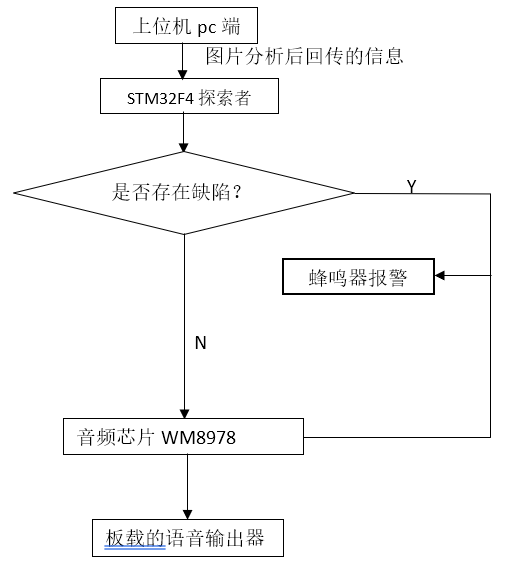 上位机 pc 端
图片分析后回传的信息
STM32F4 探索者
是否存在缺陷？
Y
蜂鸣器报警
N
音频芯片 WM8978
板载的语音输出器